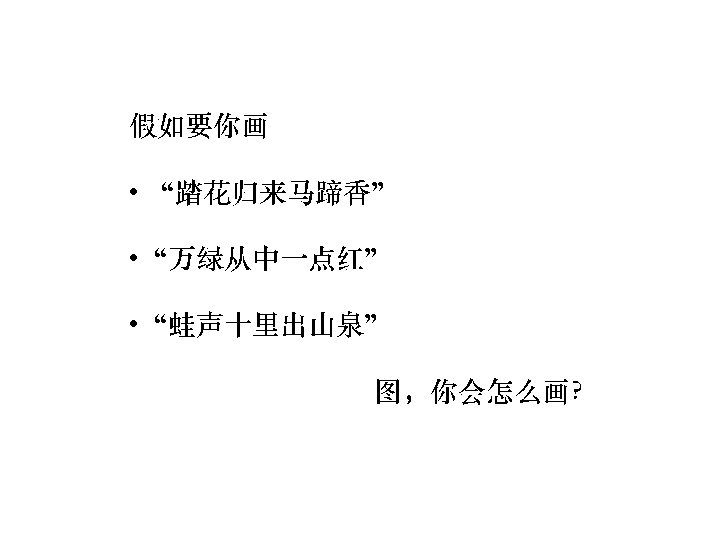 假如要你画
• “踏花归来马蹄香”
• “万绿从中一点红”
• “蛙声十里出山泉”
图，你会怎么画?